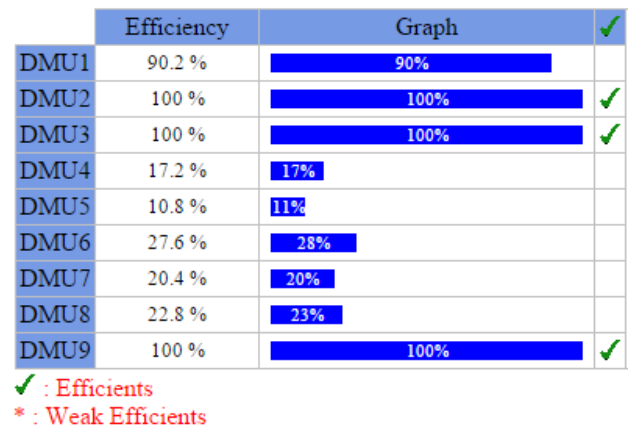 Efficiency Graph ✓
DMU1 90.2 % 90%
DMU2 100 % 100% ✓
DMU3 100 % 100% ✓
DMU4 17.2 % 17%
DMU5 10.8 % 11%
DMU6 27.6 % 28%
DMU7 20.4 % 20%
DMU8 22.8 % 23%
DMU9 100 % 100% ✓
✓ : Efficients
* : Weak Efficients